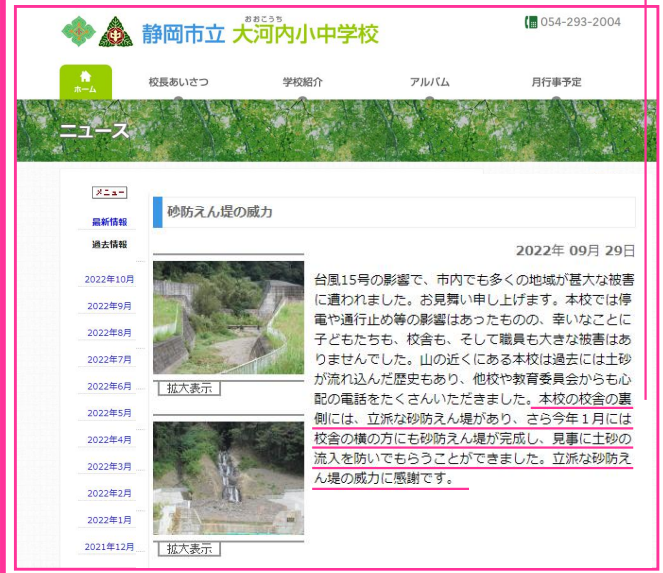 おおこうち
静岡市立 大河内小中学校
054-293-2004
ホーム
校長あいさつ
学校紹介
アルバム
月行事予定
ニュース
メニュー
最新情報
過去情報
2022年10月
2022年9月
2022年8月
2022年7月
2022年6月
2022年5月
2022年4月
2022年3月
2022年2月
2022年1月
2021年12月
砂防えん堤の威力
2022年 09月 29日
拡大表示
拡大表示
台風15号の影響で、市内でも多くの地域が甚大な被害
に遭われました。お見舞い申し上げます。本校では停
電や通行止め等の影響はあったものの、幸いなことに
子どもたちも、校舎も、そして職員も大きな被害はあ
りませんでした。山の近くにある本校は過去には土砂
が流れ込んだ歴史もあり、他校や教育委員会からも心
配の電話をたくさんいただきました。本校の校舎の裏
側には、立派な砂防えん堤があり、さら今年１月には
校舎の横の方にも砂防えん堤が完成し、見事に土砂の
流入を防いでもらうことができました。立派な砂防え
ん堤の威力に感謝です。